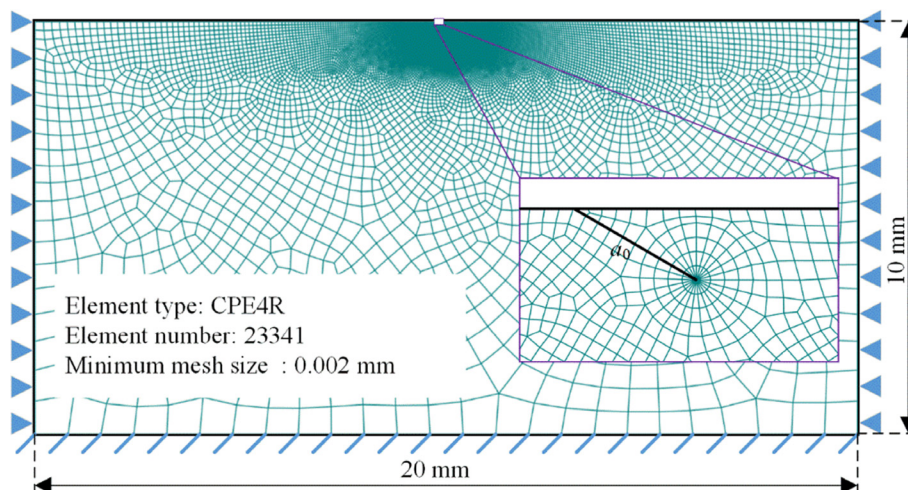 a₀
10 mm
Element type: CPE4R
Element number: 23341
Minimum mesh size : 0.002 mm
20 mm